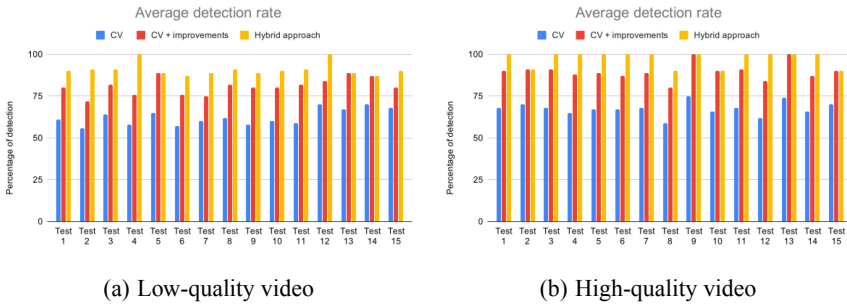 Average detection rate
CV CV + improvements Hybrid approach
Percentage of detection
100
75
50
25
0
Test 1 Test 2 Test 3 Test 4 Test 5 Test 6 Test 7 Test 8 Test 9 Test 10 Test 11 Test 12 Test 13 Test 14 Test 15
(a) Low-quality video
Average detection rate
CV CV + improvements Hybrid approach
Percentage of detection
100
75
50
25
0
Test 1 Test 2 Test 3 Test 4 Test 5 Test 6 Test 7 Test 8 Test 9 Test 10 Test 11 Test 12 Test 13 Test 14 Test 15
(b) High-quality video